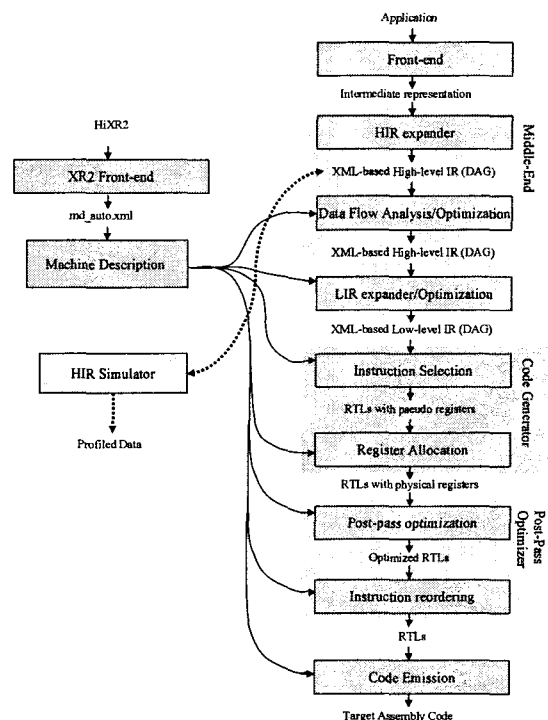 Application
Front-end
Intermediate representation
HIR expander
XML-based High-level IR (DAG)
Data Flow Analysis/Optimization
XML-based High-level IR (DAG)
LIR expander/Optimization
XML-based Low-level IR (DAG)
Instruction Selection
RTLs with pseudo registers
Register Allocation
RTLs with physical registers
Post-pass optimization
Optimized RTLs
Instruction reordering
RTLs
Code Emission
Target Assembly Code
Middle-End
Code Generator
Post-Pass
Optimizer
HiXR2
XR2 Front-end
md_auto.xml
Machine Description
HIR Simulator
Profiled Data